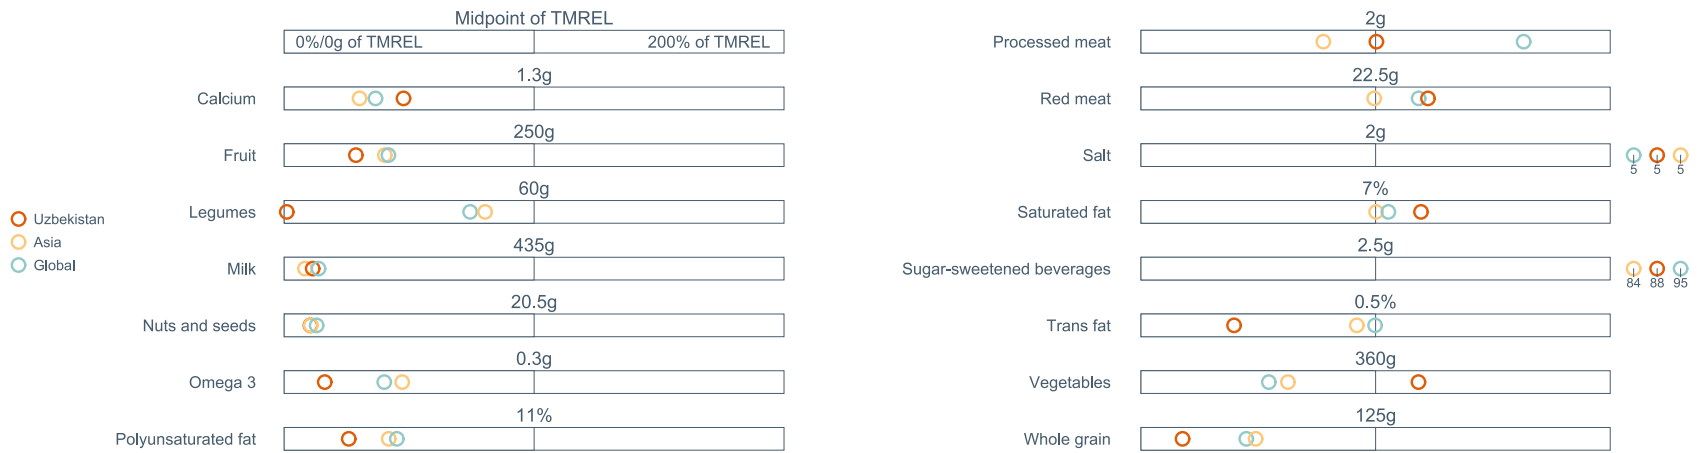 Midpoint of TMREL
0%/0g of TMREL
200% of TMREL
1.3g
Calcium
250g
Fruit
60g
Legumes
435g
Milk
20.5g
Nuts and seeds
0.3g
Omega 3
11%
Polyunsaturated fat
Uzbekistan
Asia
Global
2g
Processed meat
22.5g
Red meat
2g
Salt
5 5 5
7%
Saturated fat
2.5g
Sugar-sweetened beverages
84 88 95
0.5%
Trans fat
360g
Vegetables
125g
Whole grain